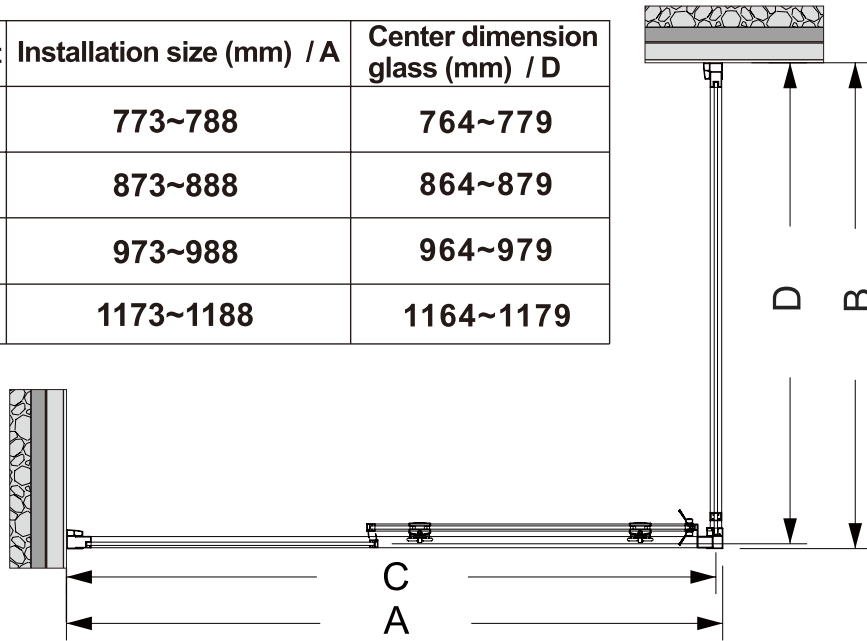 Installation size (mm) / A
Center dimension
glass (mm) / D
773~788
764~779
873~888
864~879
973~988
964~979
1173~1188
1164~1179
D
B
C
A